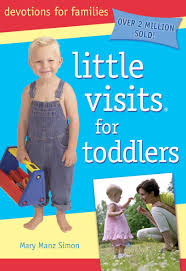 devotions for families
OVER 2 MILLION
SOLD!
little
visits®
for
toddlers
Mary Manz Simon